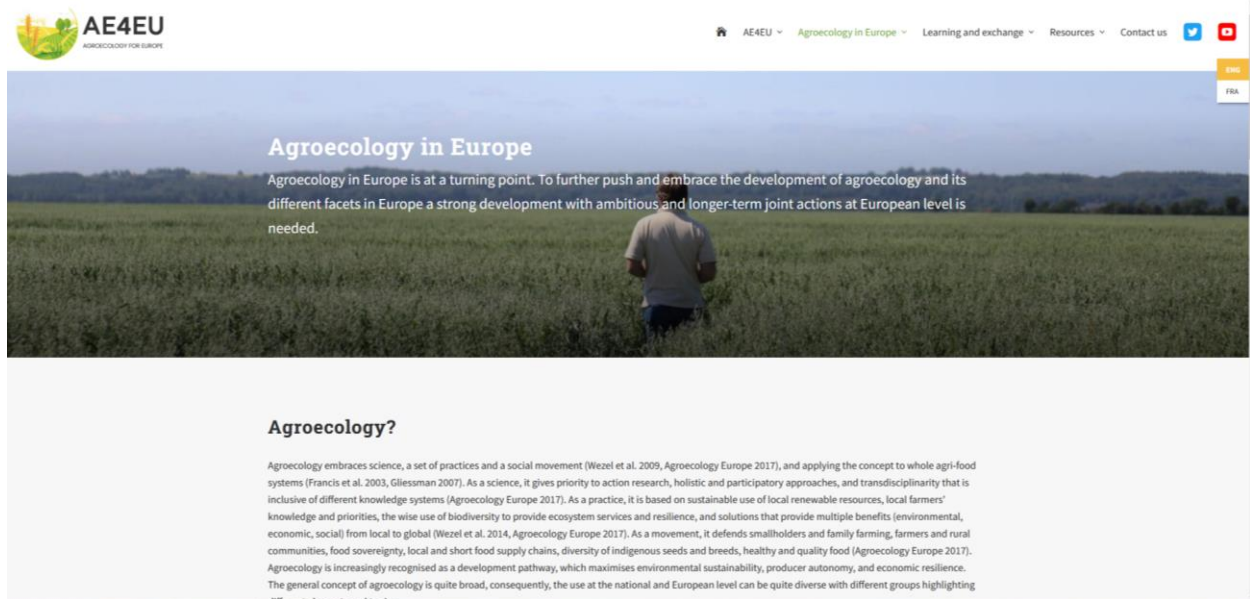 AE4EU
AGROECOLOGY FOR EUROPE
AE4EU
Agroecology in Europe
Learning and exchange
Resources
Contact us
ENG
FRA
Agroecology in Europe
Agroecology in Europe is at a turning point. To further push and embrace the development of agroecology and its
different facets in Europe a strong development with ambitious and longer-term joint actions at European level is
needed.
Agroecology?
Agroecology embraces science, a set of practices and a social movement (Wezel et al. 2009, Agroecology Europe 2017), and applying the concept to whole agri-food
systems (Francis et al. 2003, Gliessman 2007). As a science, it gives priority to action research, holistic and participatory approaches, and transdisciplinarity that is
inclusive of different knowledge systems (Agroecology Europe 2017). As a practice, it is based on sustainable use of local renewable resources, local farmers'
knowledge and priorities, the wise use of biodiversity to provide ecosystem services and resilience, and solutions that provide multiple benefits (environmental,
economic, social) from local to global (Wezel et al. 2014, Agroecology Europe 2017). As a movement, it defends smallholders and family farming, farmers and rural
communities, food sovereignty, local and short food supply chains, diversity of indigenous seeds and breeds, healthy and quality food (Agroecology Europe 2017).
Agroecology is increasingly recognised as a development pathway, which maximises environmental sustainability, producer autonomy, and economic resilience.
The general concept of agroecology is quite broad, consequently, the use at the national and European level can be quite diverse with different groups highlighting